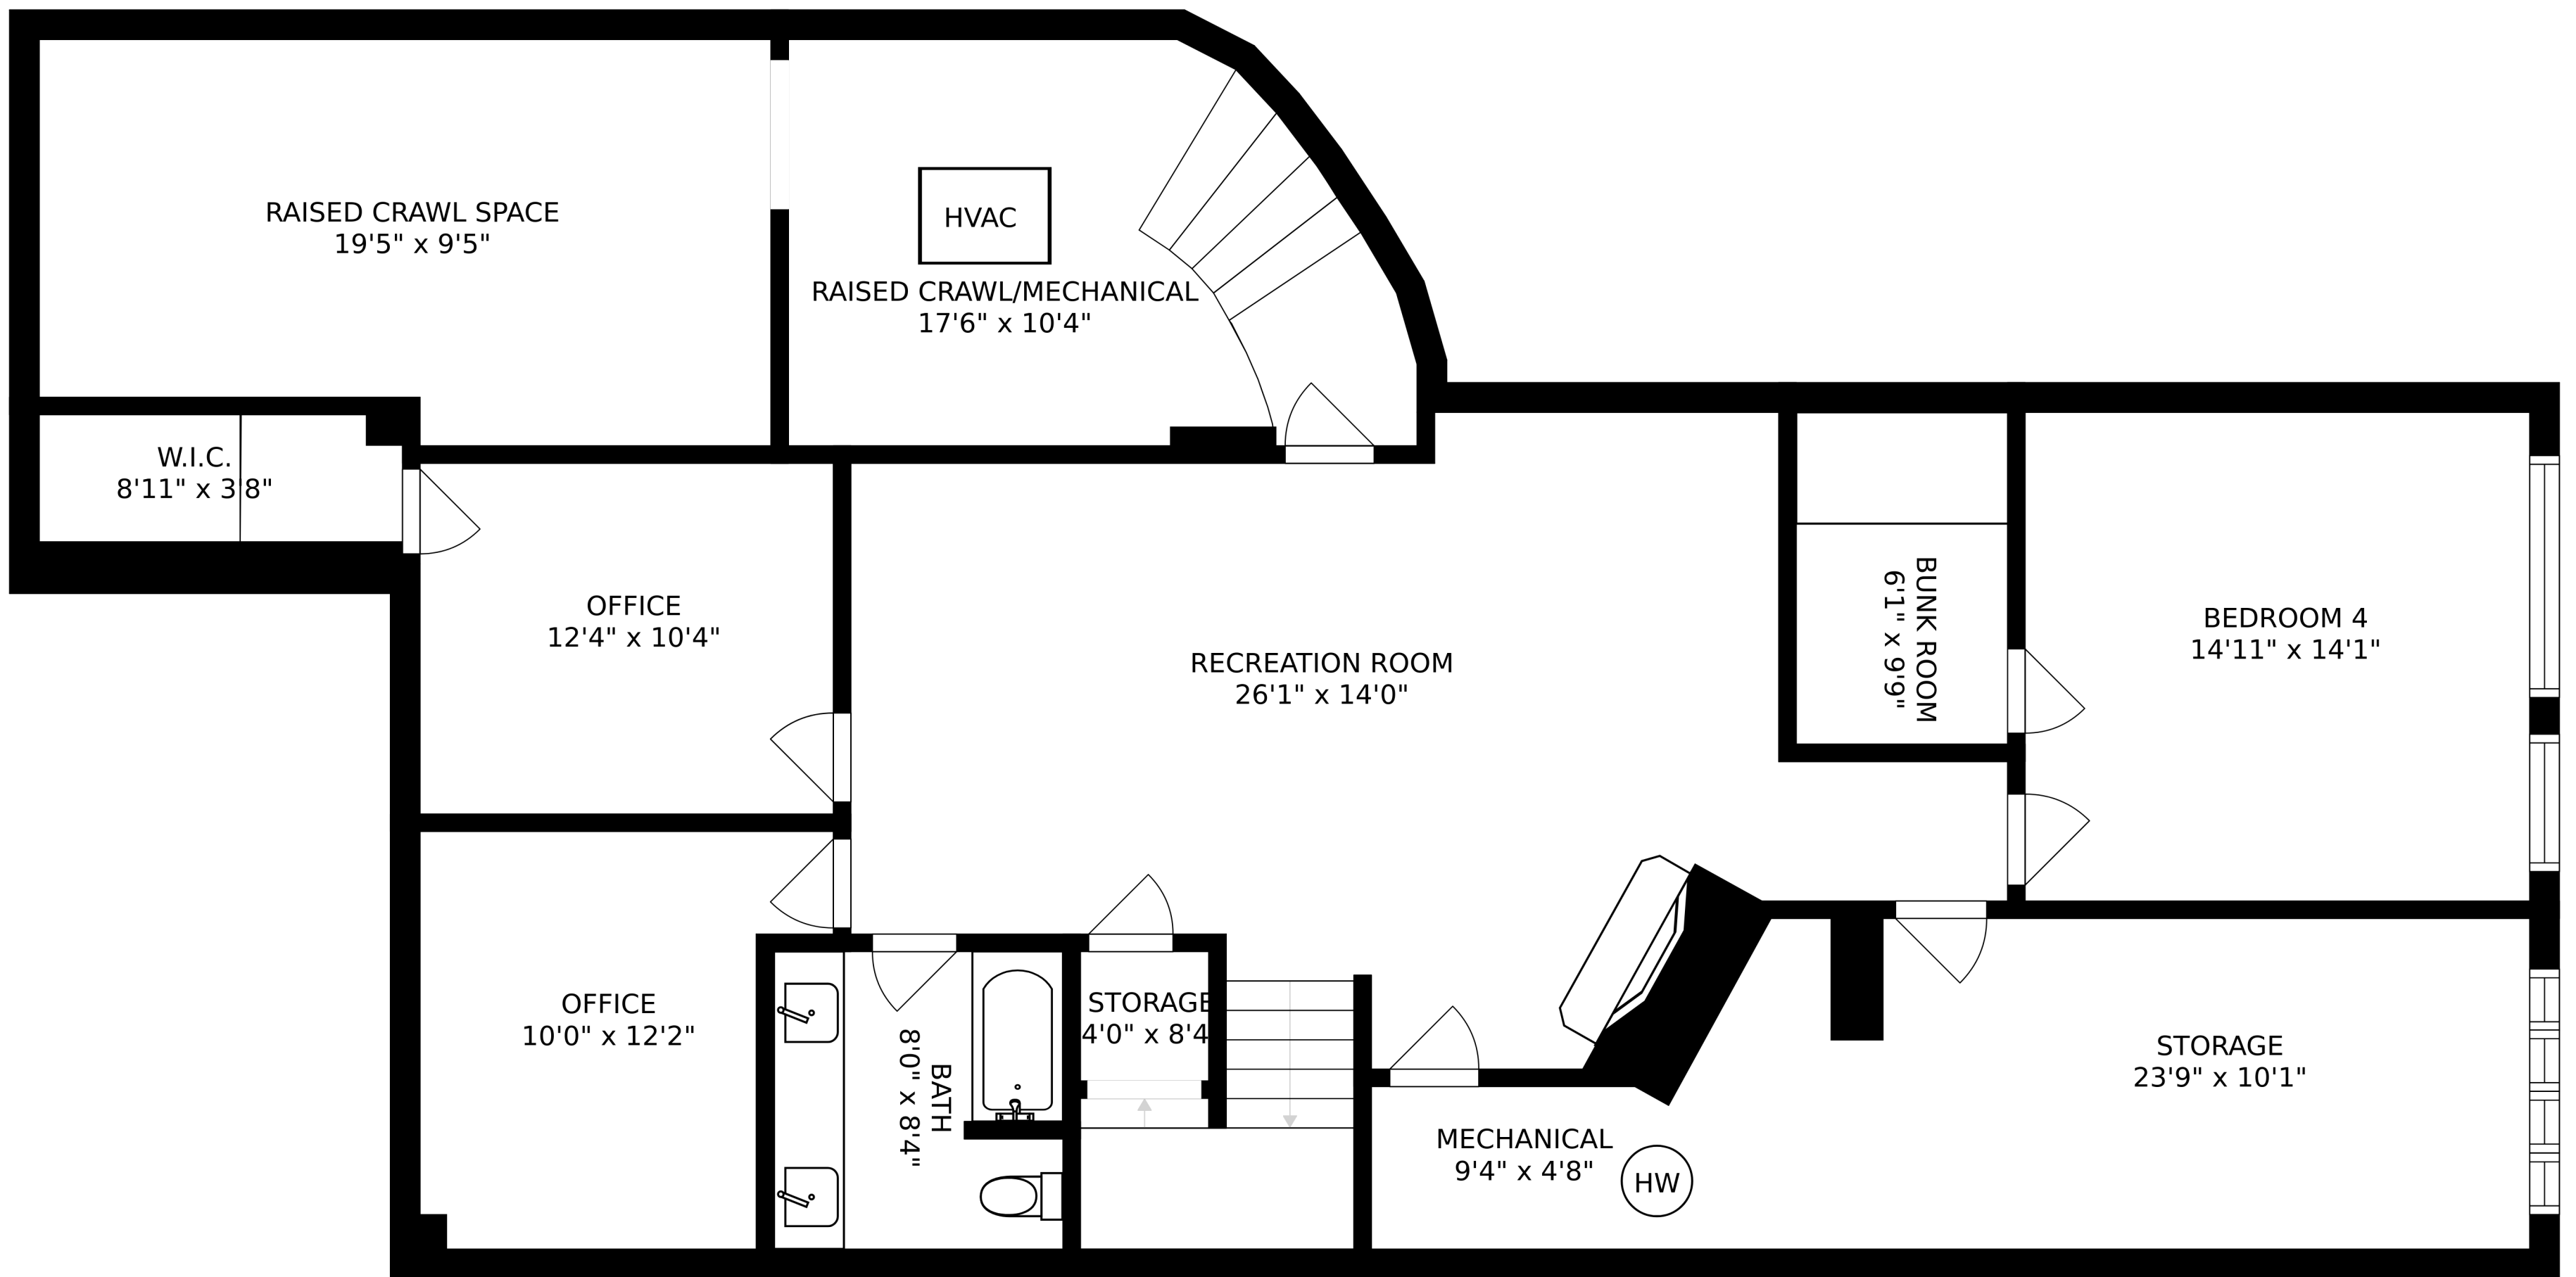 RAISED CRAWL SPACE
19'5" x 9'5"
HVAC
RAISED CRAWL/MECHANICAL
17'6" x 10'4"
W.I.C.
8'11" x 3'8"
OFFICE
12'4" x 10'4"
RECREATION ROOM
26'1" x 14'0"
BUNK ROOM
6'1" x 9'9"
BEDROOM 4
14'11" x 14'1"
OFFICE
10'0" x 12'2"
BATH
8'0" x 8'4"
STORAGE
4'0" x 8'4
MECHANICAL
9'4" x 4'8"
HW
STORAGE
23'9" x 10'1"